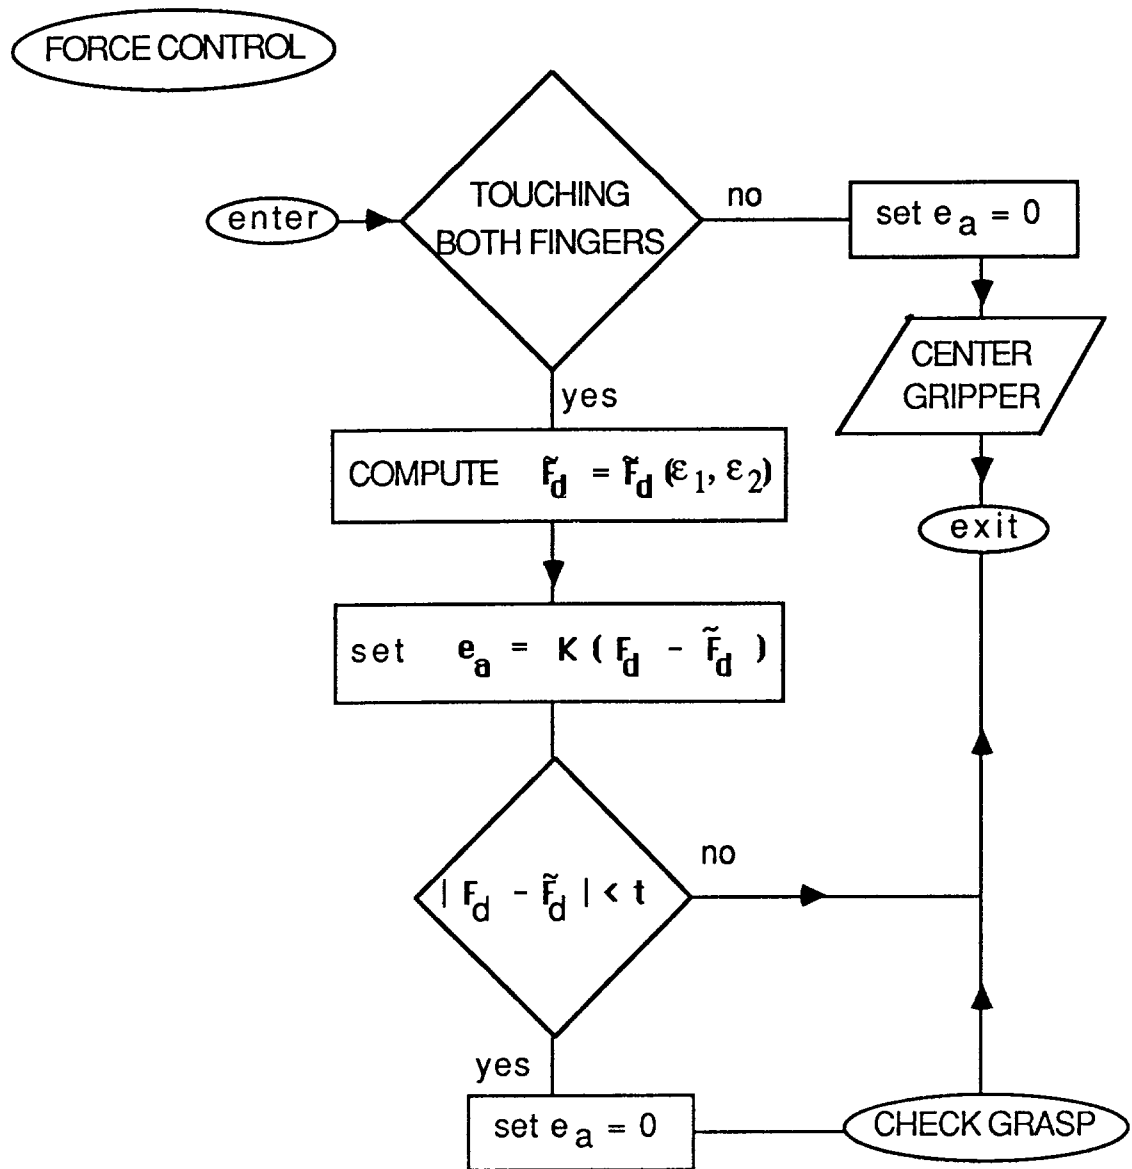 FORCE CONTROL
enter
TOUCHING
BOTH FINGERS
no
set e_a = 0
CENTER
GRIPPER
exit
yes
COMPUTE F̃_d = F̃_d (ε_1, ε_2)
set e_a = K ( F_d - F̃_d )
| F_d - F̃_d | < t
no
yes
set e_a = 0
CHECK GRASP